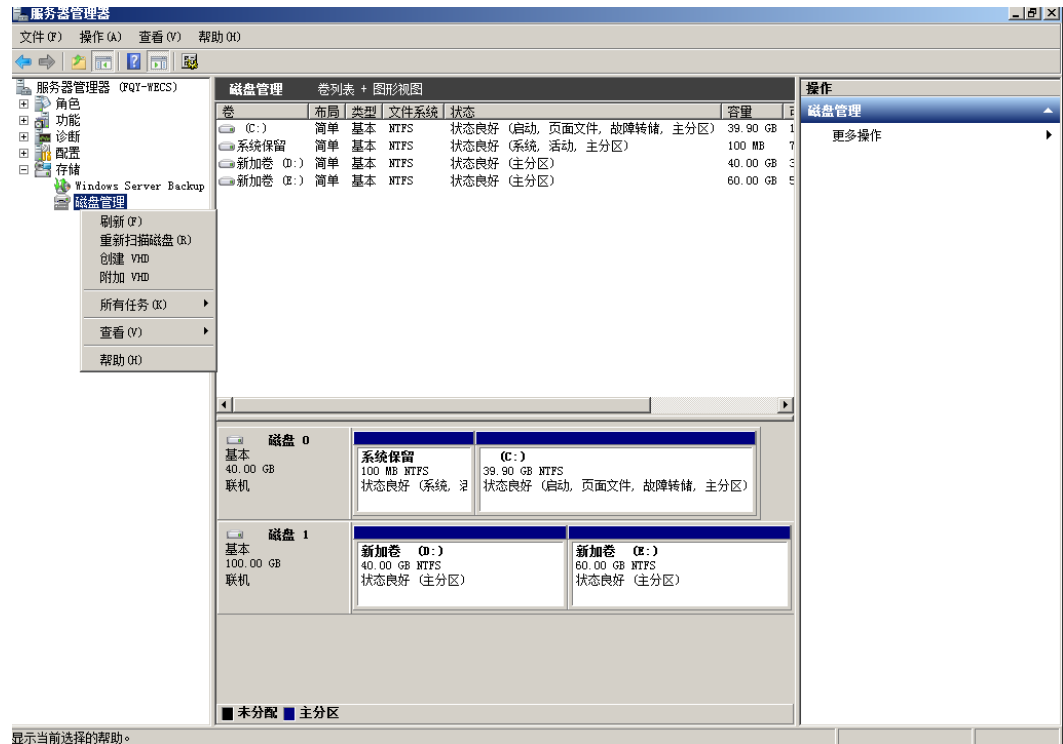 服务器管理器
文件(F) 操作(A) 查看(V) 帮助(H)
服务器管理器 (FQY-WECS)
角色
功能
诊断
配置
存储
Windows Server Backup
磁盘管理
刷新(F)
重新扫描磁盘(R)
创建 VHD
附加 VHD
所有任务(K)
查看(V)
帮助(H)
磁盘管理 卷列表 + 图形视图
卷 布局 类型 文件系统 状态 容量
(C:) 简单 基本 NTFS 状态良好 (启动, 页面文件, 故障转储, 主分区) 39.90 GB 1
系统保留 简单 基本 NTFS 状态良好 (系统, 活动, 主分区) 100 MB 7
新加卷 (D:) 简单 基本 NTFS 状态良好 (主分区) 40.00 GB 3
新加卷 (E:) 简单 基本 NTFS 状态良好 (主分区) 60.00 GB 5
磁盘 0
基本
40.00 GB
联机
系统保留
100 MB NTFS
状态良好 (系统, 活
(C:)
39.90 GB NTFS
状态良好 (启动, 页面文件, 故障转储, 主分区)
磁盘 1
基本
100.00 GB
联机
新加卷 (D:)
40.00 GB NTFS
状态良好 (主分区)
新加卷 (E:)
60.00 GB NTFS
状态良好 (主分区)
未分配 主分区
操作
磁盘管理
更多操作
显示当前选择的帮助。